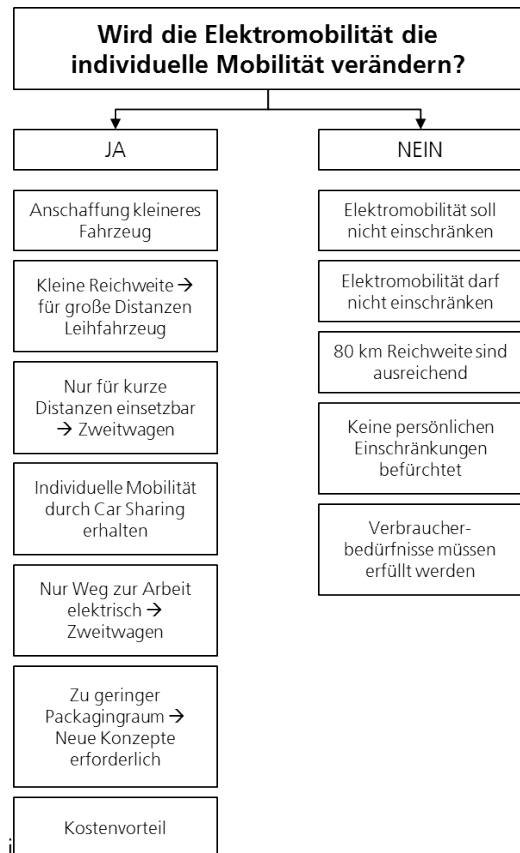 Wird die Elektromobilität die
individuelle Mobilität verändern?
JA
Anschaffung kleineres
Fahrzeug
Kleine Reichweite →
für große Distanzen
Leihfahrzeug
Nur für kurze
Distanzen einsetzbar
→ Zweitwagen
Individuelle Mobilität
durch Car Sharing
erhalten
Nur Weg zur Arbeit
elektrisch →
Zweitwagen
Zu geringer
Packagingraum →
Neue Konzepte
erforderlich
Kostenvorteil
NEIN
Elektromobilität soll
nicht einschränken
Elektromobilität darf
nicht einschränken
80 km Reichweite sind
ausreichend
Keine persönlichen
Einschränkungen
befürchtet
Verbraucher-
bedürfnisse müssen
erfüllt werden